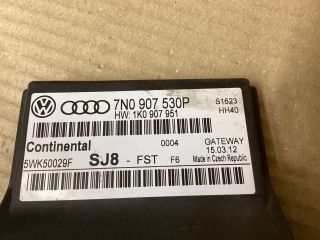 7N0 907 530P
HW: 1K0 907 951
S1623
HH40
Continental
0004
GATEWAY
5WK50029F
SJ8 - FST F6
15.03.12
Made in Czech Republic